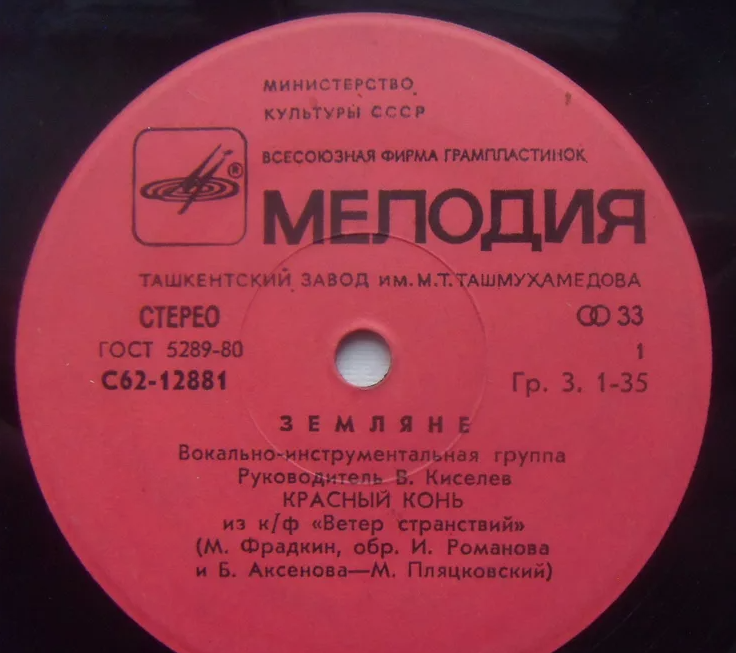 МИНИСТЕРСТВО
КУЛЬТУРЫ СССР
ВСЕСОЮЗНАЯ ФИРМА ГРАМПЛАСТИНОК
®
МЕЛОДИЯ
ТАШКЕНТСКИЙ ЗАВОД им. М.Т. ТАШМУХАМЕДОВА
СТЕРЕО 33
ГОСТ 5289-80 1
С62-12881 Гр. 3. 1-35
ЗЕМЛЯНЕ
Вокально-инструментальная группа
Руководитель В. Киселев
КРАСНЫЙ КОНЬ
из к/ф «Ветер странствий»
(М. Фрадкин, обр. И. Романова
и Б. Аксенова—М. Пляцковский)